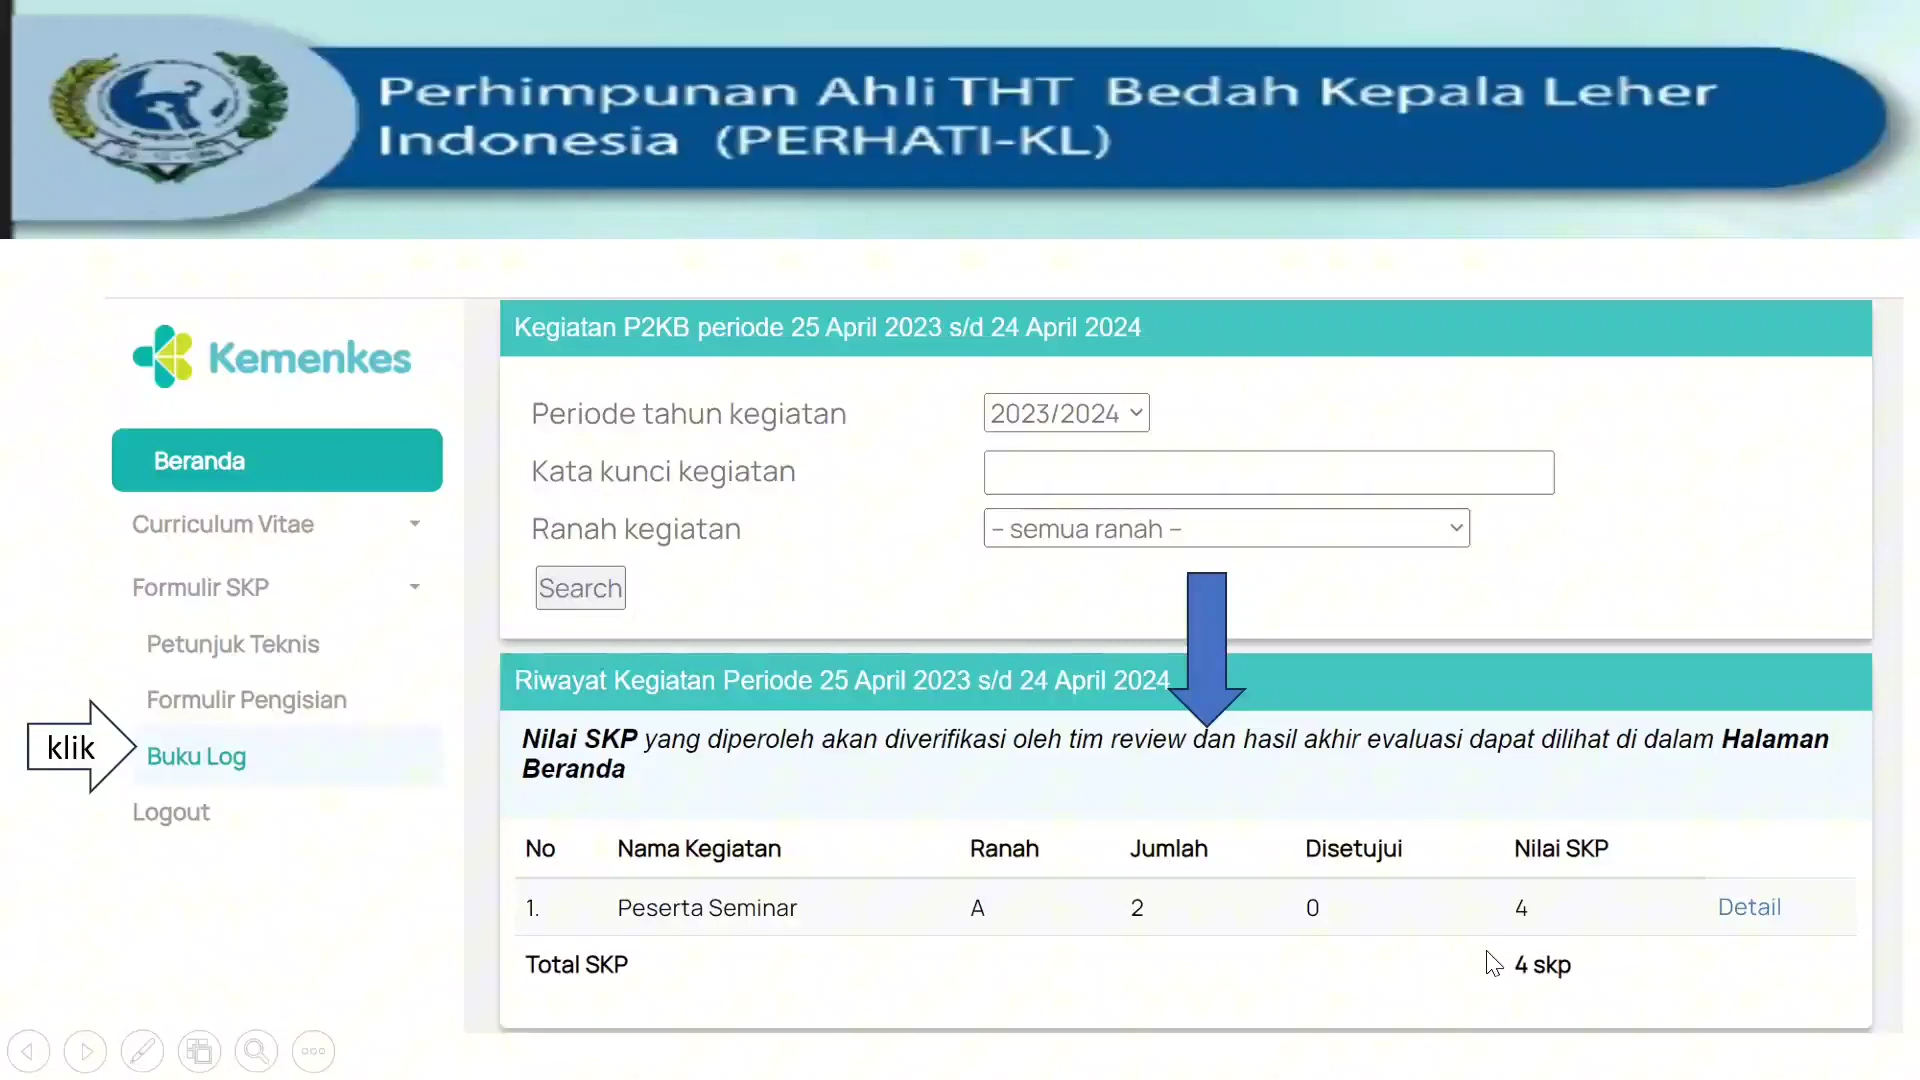 Perhimpunan Ahli THT Bedah Kepala Leher
Indonesia (PERHATI-KL)
Kemenkes
Beranda
Curriculum Vitae
Formulir SKP
Petunjuk Teknis
Formulir Pengisian
klik
Buku Log
Logout
Kegiatan P2KB periode 25 April 2023 s/d 24 April 2024
Periode tahun kegiatan 2023/2024
Kata kunci kegiatan
Ranah kegiatan – semua ranah –
Search
Riwayat Kegiatan Periode 25 April 2023 s/d 24 April 2024
Nilai SKP yang diperoleh akan diverifikasi oleh tim review dan hasil akhir evaluasi dapat dilihat di dalam Halaman
Beranda
No Nama Kegiatan Ranah Jumlah Disetujui Nilai SKP
1. Peserta Seminar A 2 0 4 Detail
Total SKP 4 skp